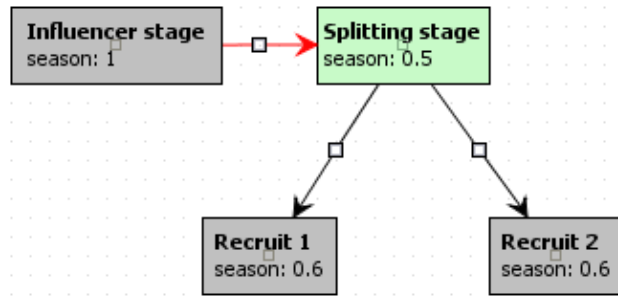 Influencer stage
season: 1
Splitting stage
season: 0.5
Recruit 1
season: 0.6
Recruit 2
season: 0.6